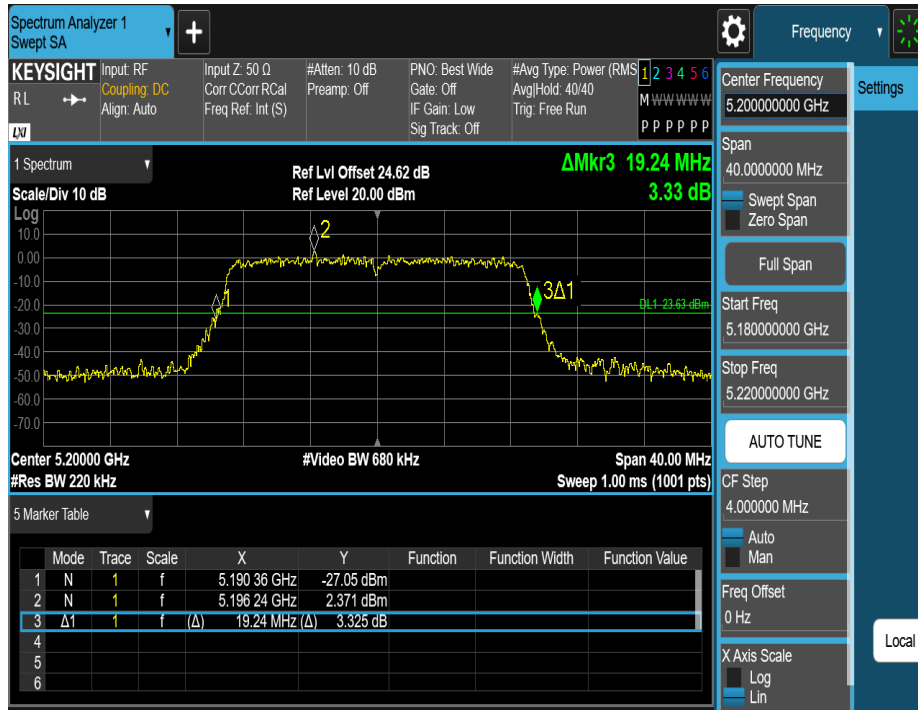 Spectrum Analyzer 1
Swept SA
+
Frequency
KEYSIGHT
RL
LXI
Input: RF
Coupling: DC
Align: Auto
Input Z: 50 Ω
Corr CCorr RCal
Freq Ref: Int (S)
#Atten: 10 dB
Preamp: Off
PNO: Best Wide
Gate: Off
IF Gain: Low
Sig Track: Off
#Avg Type: Power (RMS
Avg|Hold: 40/40
Trig: Free Run
1 2 3 4 5 6
M W W W W W
P P P P P P
Center Frequency
5.200000000 GHz
Settings
Span
40.0000000 MHz
Swept Span
Zero Span
Full Span
Start Freq
5.180000000 GHz
Stop Freq
5.220000000 GHz
AUTO TUNE
CF Step
4.000000 MHz
Auto
Man
Freq Offset
0 Hz
X Axis Scale
Log
Lin
Local
1 Spectrum
Scale/Div 10 dB
Ref Lvl Offset 24.62 dB
Ref Level 20.00 dBm
ΔMkr3 19.24 MHz
3.33 dB
Log
10.0
0.00
-10.0
-20.0
-30.0
-40.0
-50.0
-60.0
-70.0
1
2
3Δ1
DL1 -23.63 dBm
Center 5.20000 GHz
#Video BW 680 kHz
Span 40.00 MHz
#Res BW 220 kHz
Sweep 1.00 ms (1001 pts)
5 Marker Table
Mode Trace Scale X Y Function Function Width Function Value
1 N 1 f 5.190 36 GHz -27.05 dBm
2 N 1 f 5.196 24 GHz 2.371 dBm
3 Δ1 1 f (Δ) 19.24 MHz (Δ) 3.325 dB
4
5
6